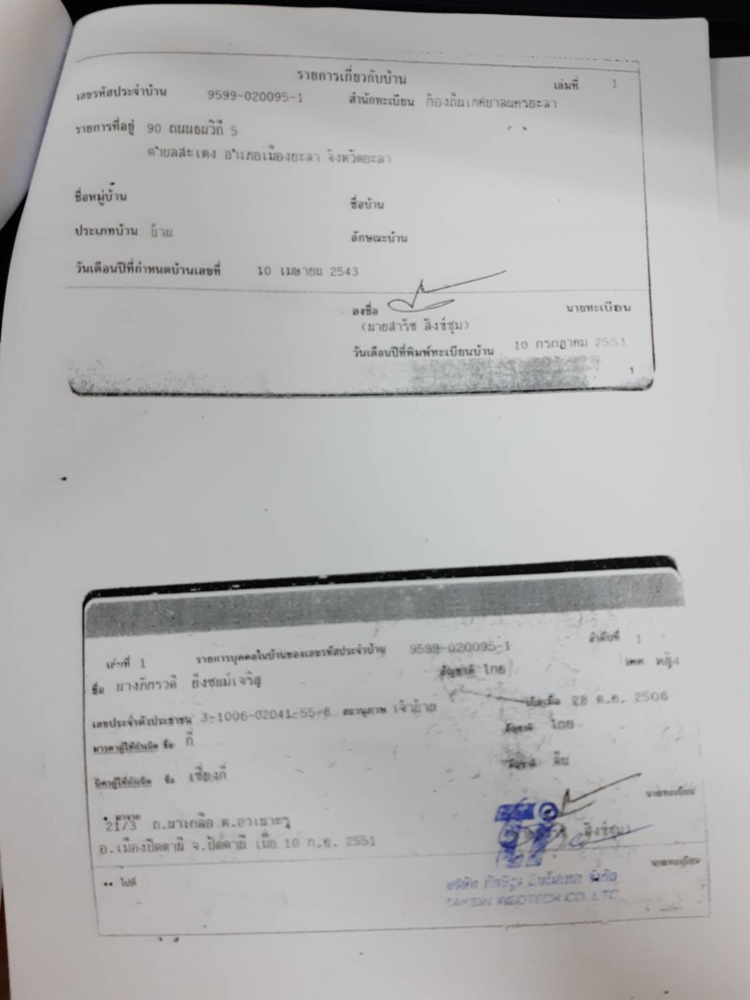 รายการเกี่ยวกับบ้าน เล่มที่ 1
เลขรหัสประจำบ้าน 9599-020095-1 สำนักทะเบียน ท้องถิ่นเทศบาลนครยะลา
รายการที่อยู่ 90 ถนนธนวิถี 5
ตำบลสะเตง อำเภอเมืองยะลา จังหวัดยะลา
ชื่อหมู่บ้าน ชื่อบ้าน
ประเภทบ้าน บ้าน ลักษณะบ้าน
วันเดือนปีที่กำหนดบ้านเลขที่ 10 เมษายน 2543
ลงชื่อ นายทะเบียน
(นายสารัช สังข์ชุม)
วันเดือนปีที่พิมพ์ทะเบียนบ้าน 10 กรกฎาคม 2551
1
เล่มที่ 1 รายการบุคคลในบ้านของเลขรหัสประจำบ้าน 9599-020095-1 ลำดับที่ 1
ชื่อ นางภัทรวดี ยิ่งชนม์เจริญ สัญชาติ ไทย เพศ หญิง
เลขประจำตัวประชาชน 3-1006-02041-55-8 สถานภาพ เจ้าบ้าน เกิดเมื่อ 28 ต.ค. 2506
มารดาผู้ให้กำเนิด ชื่อ กี่ สัญชาติ ไทย
บิดาผู้ให้กำเนิด ชื่อ เซี่ยงกี่ สัญชาติ จีน
* มาจาก นายทะเบียน
21/3 ถ.นาเกลือ ต.อาเนาะรู
สังข์ชุม)
อ.เมืองปัตตานี จ.ปัตตานี เมื่อ 10 ก.ย. 2551
** ไปที่ นายทะเบียน
บริษัท ทักษิณ อินโฟเทค จำกัด
TAKSIN INFOTECH CO.,LTD.